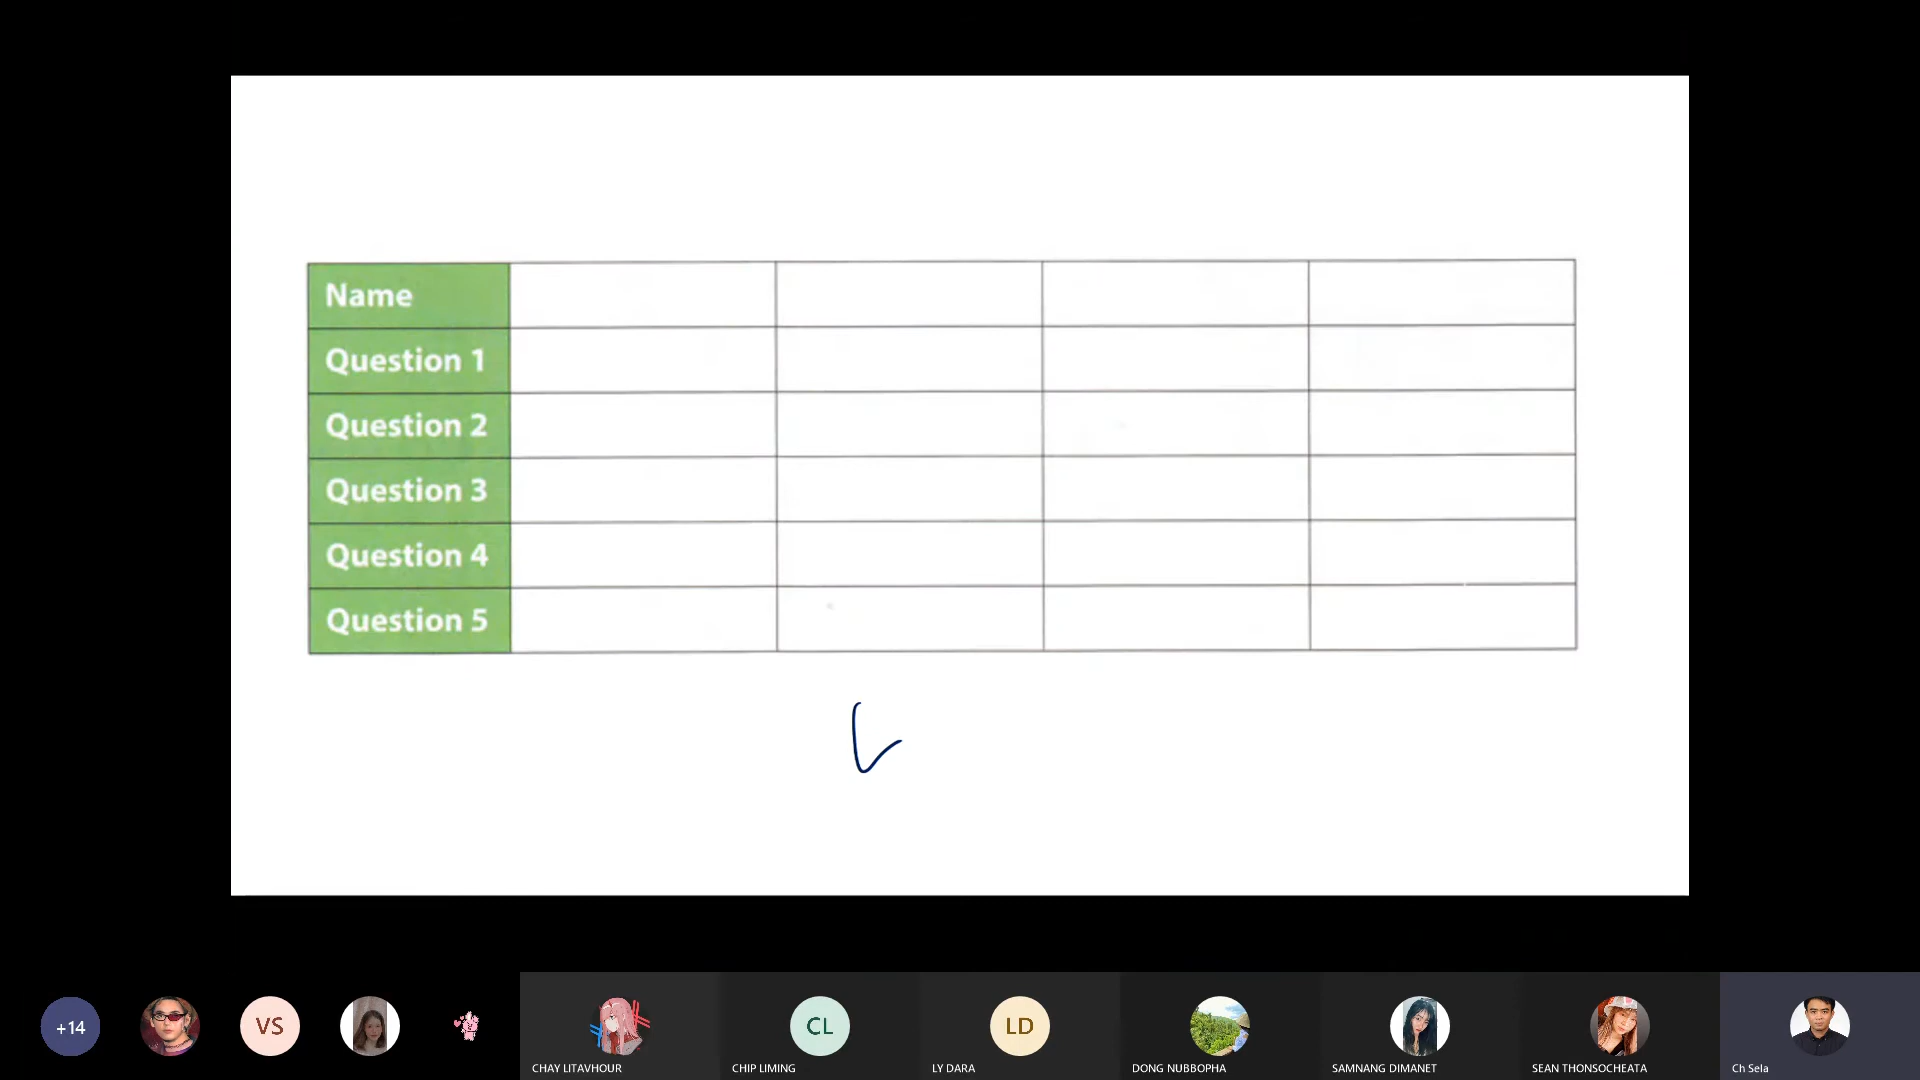 Name
Question 1
Question 2
Question 3
Question 4
Question 5
+14
VS
CL
LD
CHAY LITAVHOUR
CHIP LIMING
LY DARA
DONG NUBBOPHA
SAMNANG DIMANET
SEAN THONSOCHEATA
Ch Sela